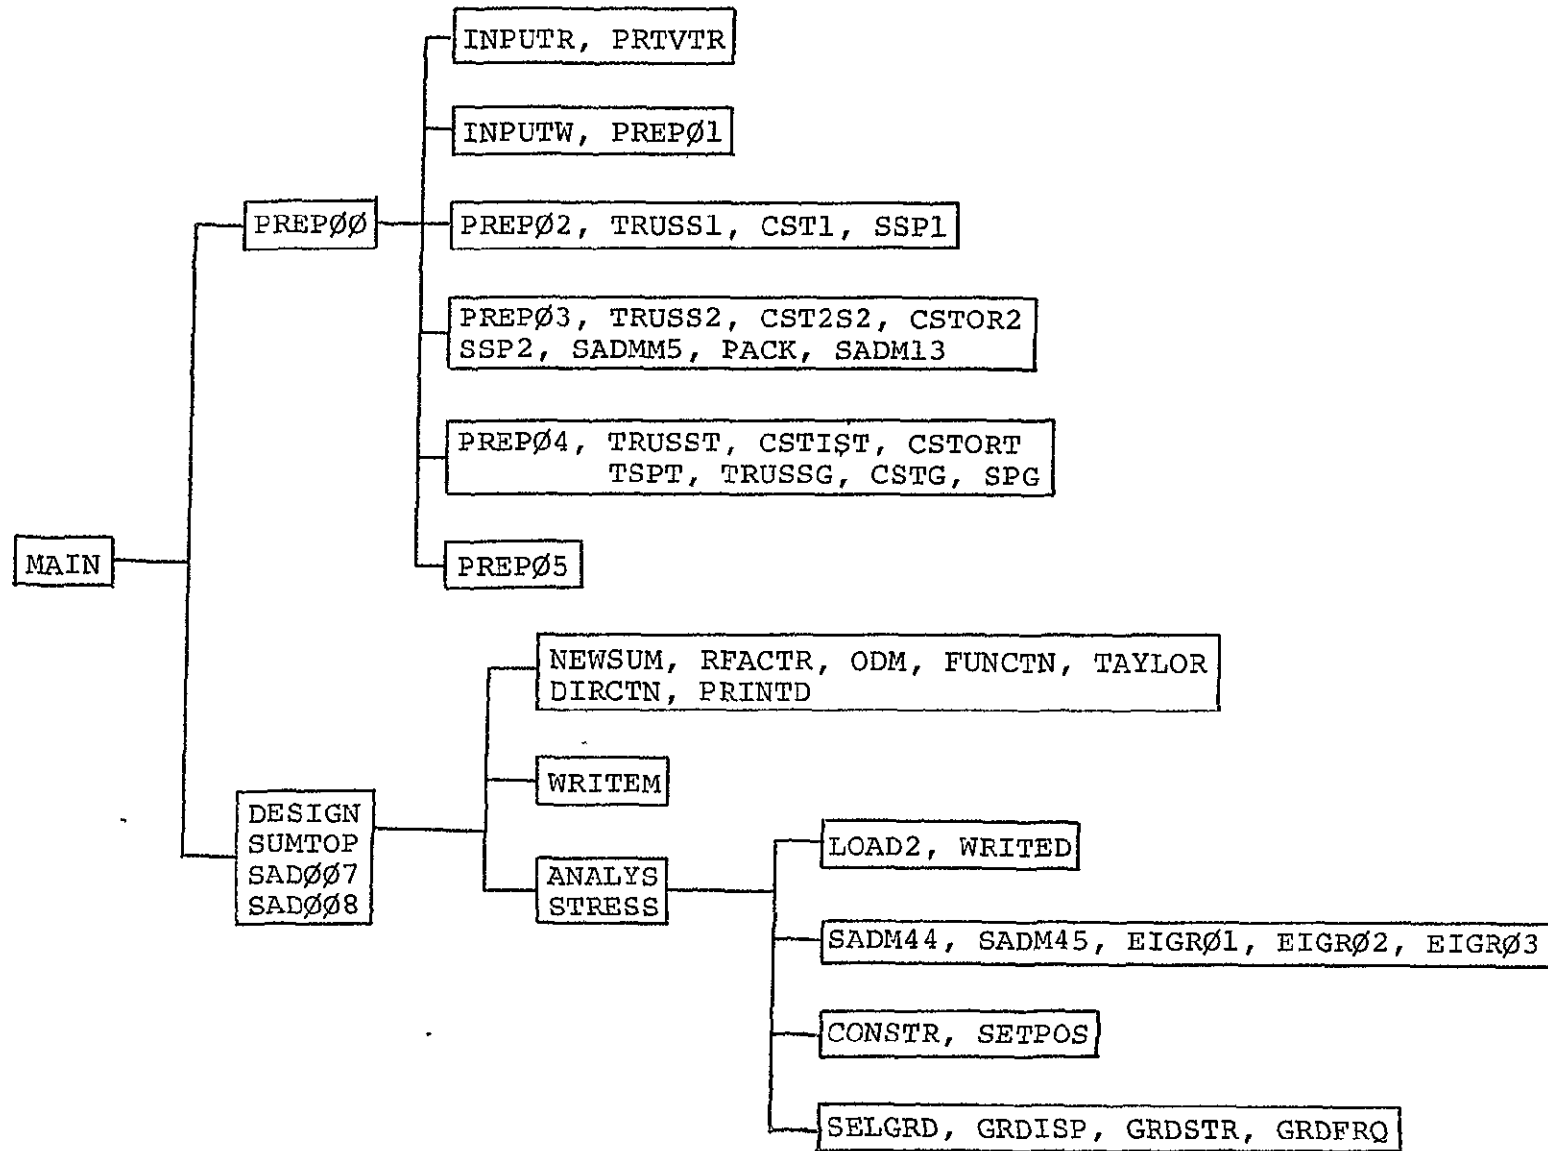 INPUTR, PRTVTR
INPUTW, PREPØ1
PREPØØ
PREPØ2, TRUSS1, CST1, SSP1
PREPØ3, TRUSS2, CST2S2, CSTOR2
SSP2, SADMM5, PACK, SADM13
PREPØ4, TRUSST, CSTIST, CSTORT
TSPT, TRUSSG, CSTG, SPG
MAIN
PREPØ5
NEWSUM, RFACTR, ODM, FUNCTN, TAYLOR
DIRCTN, PRINTD
WRITEM
DESIGN
SUMTOP
SADØØ7
SADØØ8
ANALYS
STRESS
LOAD2, WRITED
SADM44, SADM45, EIGRØ1, EIGRØ2, EIGRØ3
CONSTR, SETPOS
SELGRD, GRDISP, GRDSTR, GRDFRQ